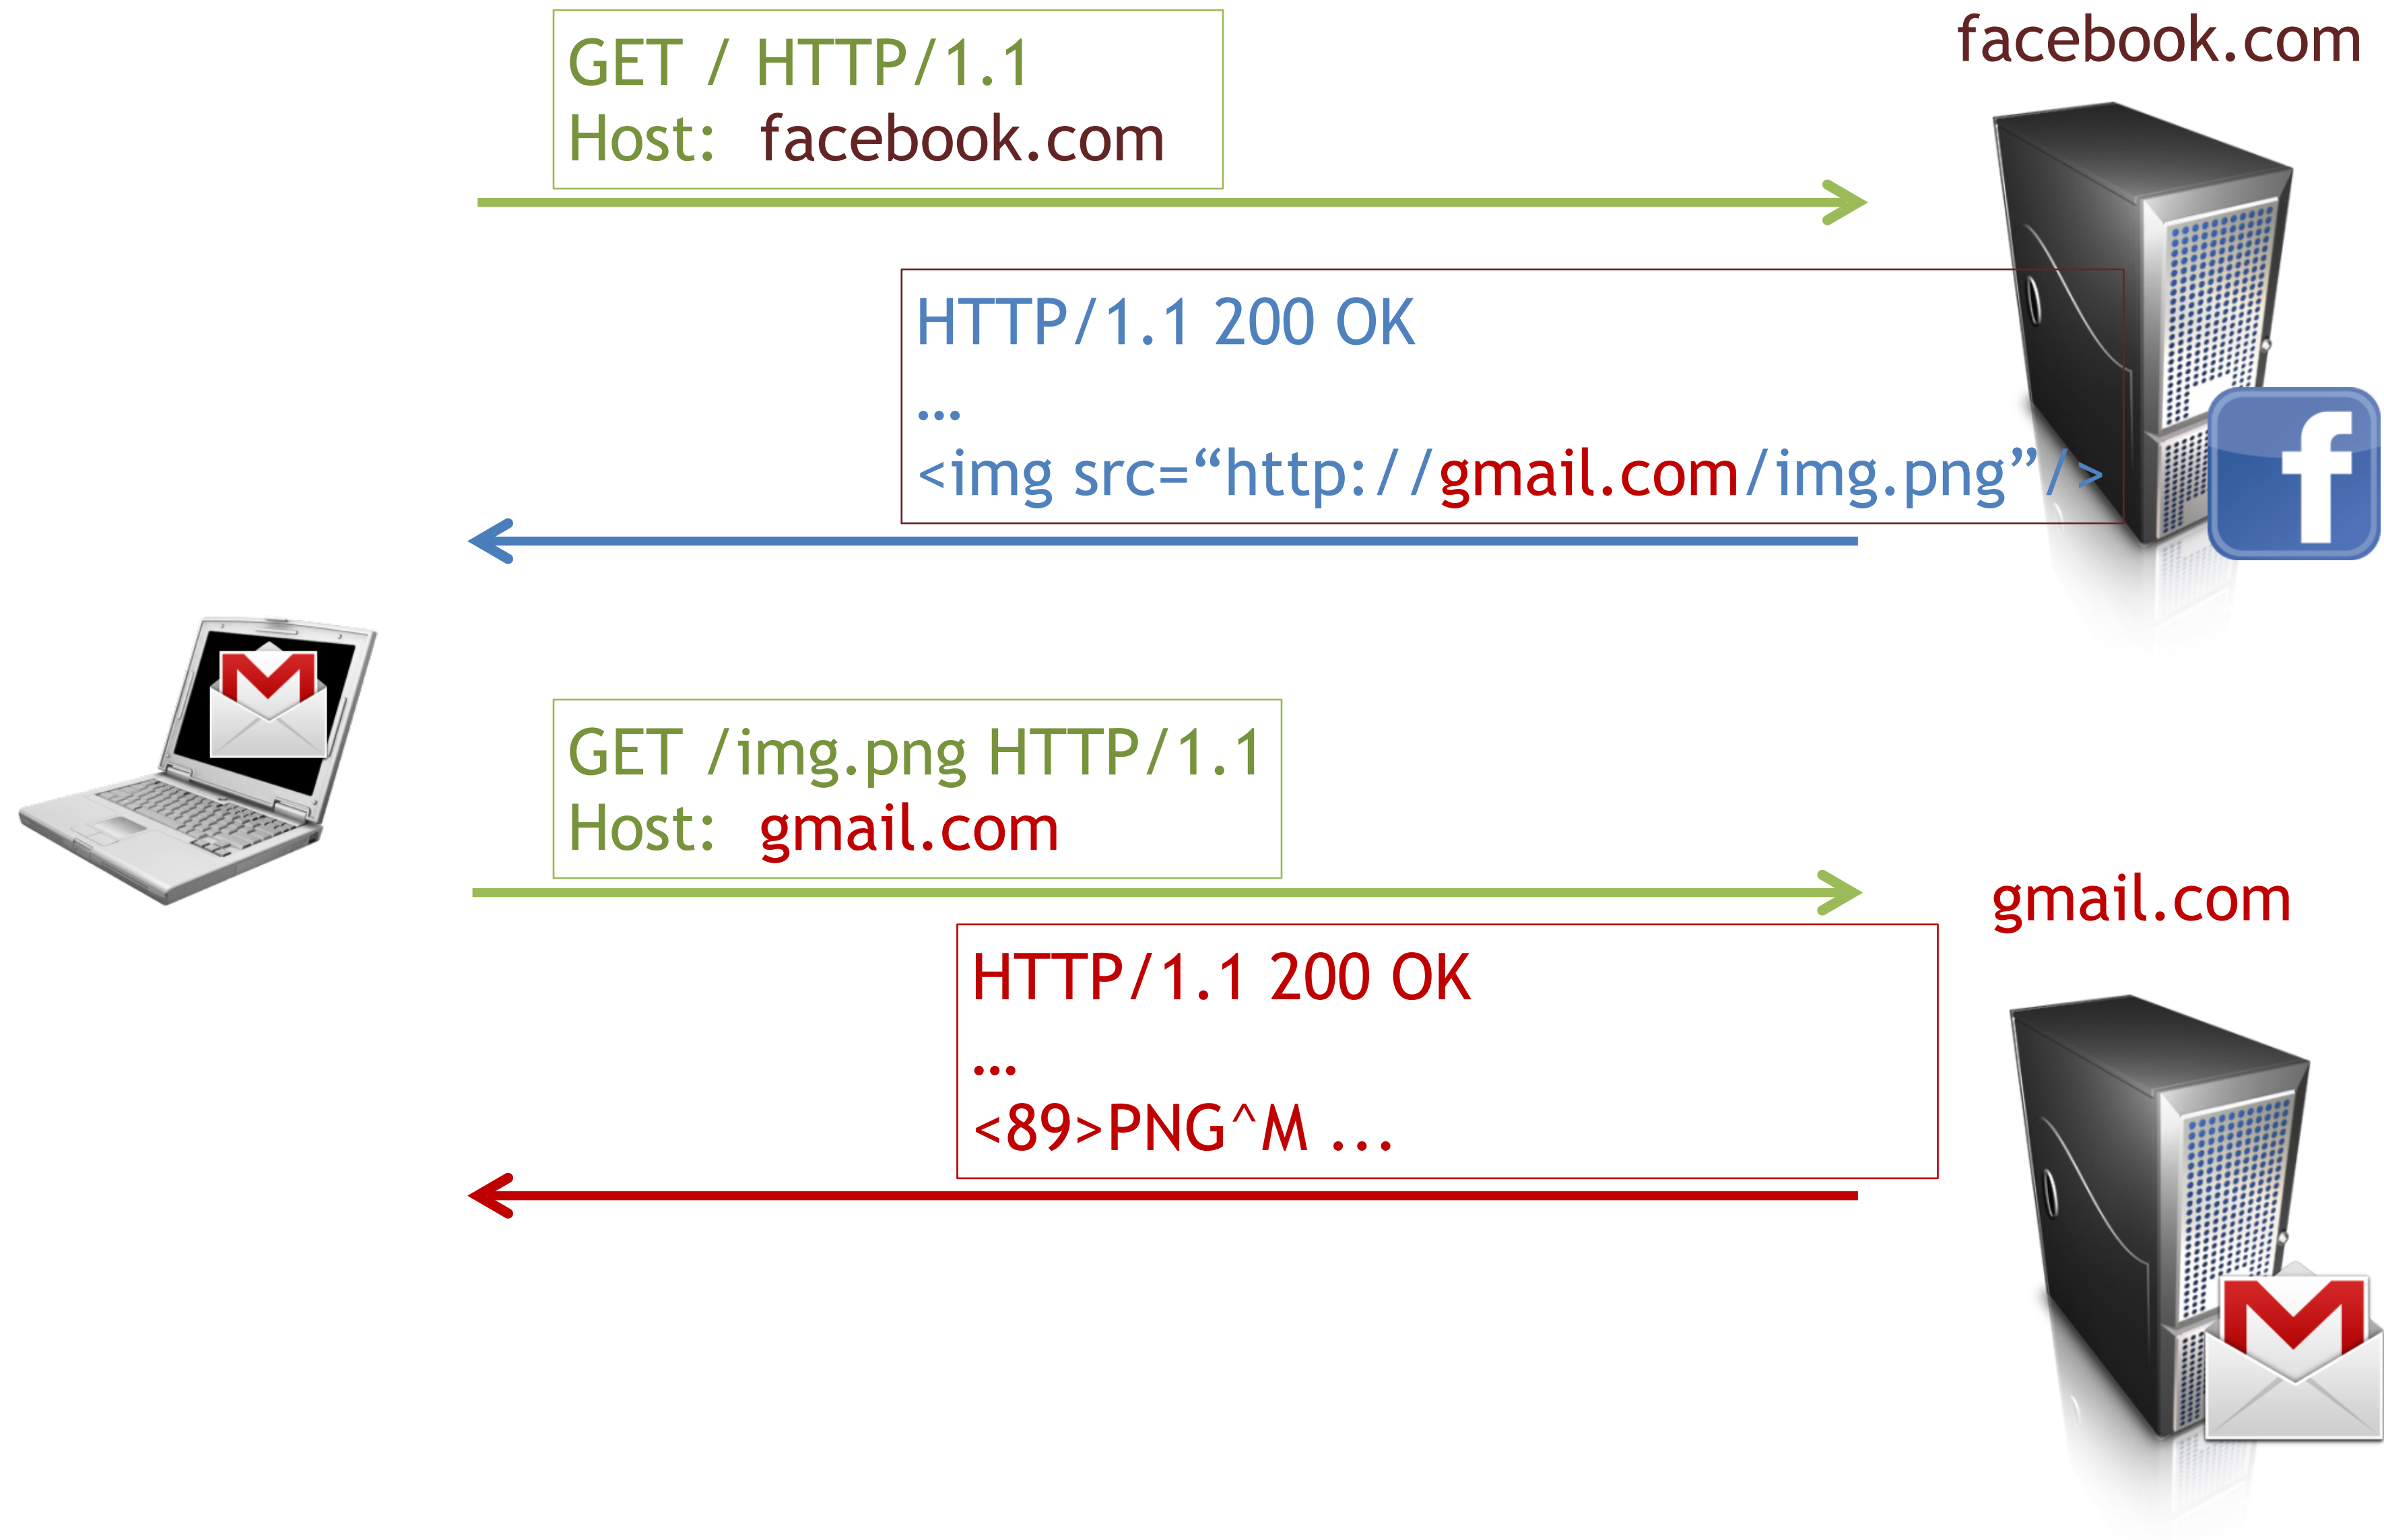 facebook.com
GET / HTTP/1.1
Host: facebook.com
HTTP/1.1 200 OK
…
<img src=“http://gmail.com/img.png”/>
f
GET /img.png HTTP/1.1
Host: gmail.com
gmail.com
HTTP/1.1 200 OK
…
<89>PNG^M ...